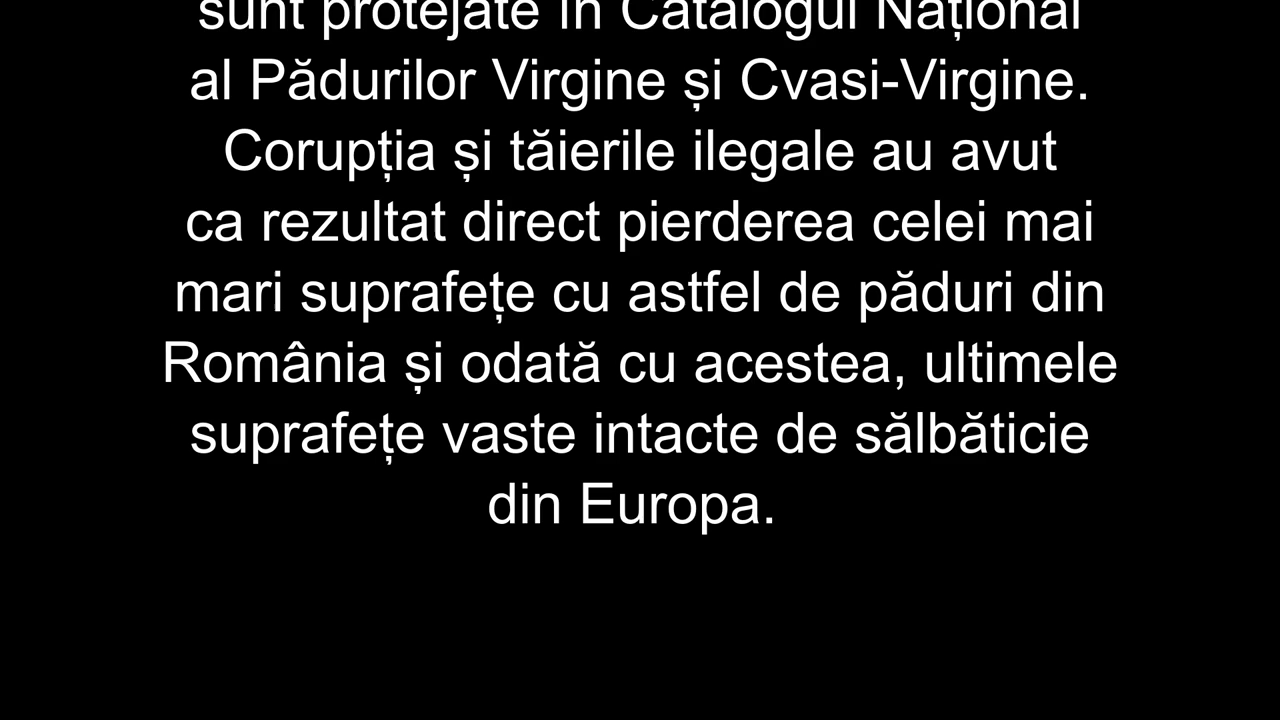 sunt protejate în Catalogul Național
al Pădurilor Virgine și Cvasi-Virgine.
Corupția și tăierile ilegale au avut
ca rezultat direct pierderea celei mai
mari suprafețe cu astfel de păduri din
România și odată cu acestea, ultimele
suprafețe vaste intacte de sălbăticie
din Europa.